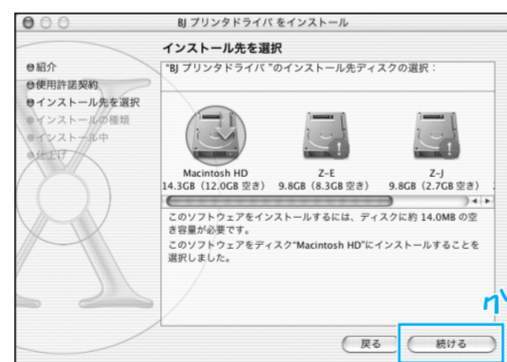 BJ プリンタドライバ をインストール
インストール先を選択
紹介
使用許諾契約
インストール先を選択
インストールの種類
インストール中
仕上げ
"BJ プリンタドライバ "のインストール先ディスクの選択：
Macintosh HD
14.3GB（12.0GB 空き）
Z-E
9.8GB（8.3GB 空き）
Z-J
9.8GB（2.7GB 空き）
このソフトウェアをインストールするには、ディスクに約 14.0MB の空
き容量が必要です。
このソフトウェアをディスク"Macintosh HD"にインストールすることを
選択しました。
戻る
続ける